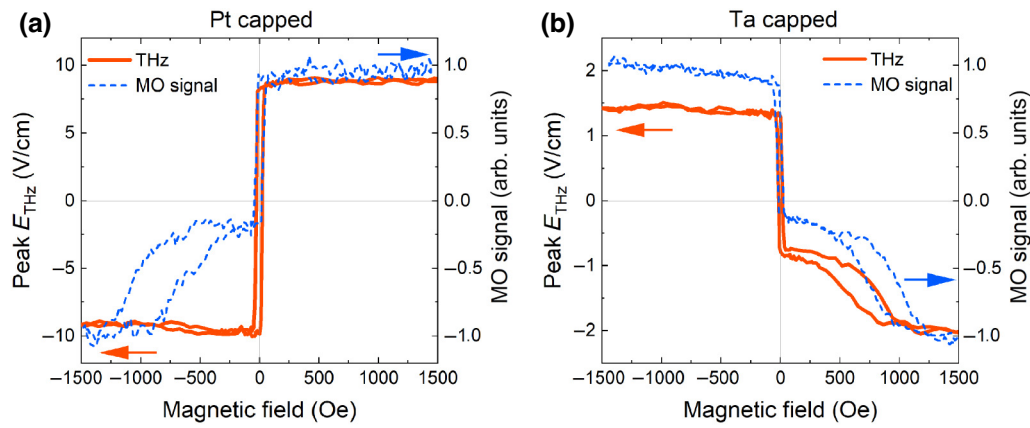 (a)
Pt capped
THz
MO signal
10
5
0
−5
−10
Peak E_THz (V/cm)
1.0
0.5
0.0
−0.5
−1.0
MO signal (arb. units)
−1500 −1000 −500 0 500 1000 1500
Magnetic field (Oe)
(b)
Ta capped
THz
MO signal
2
1
0
−1
−2
Peak E_THz (V/cm)
1.0
0.5
0.0
−0.5
−1.0
MO signal (arb. units)
−1500 −1000 −500 0 500 1000 1500
Magnetic field (Oe)